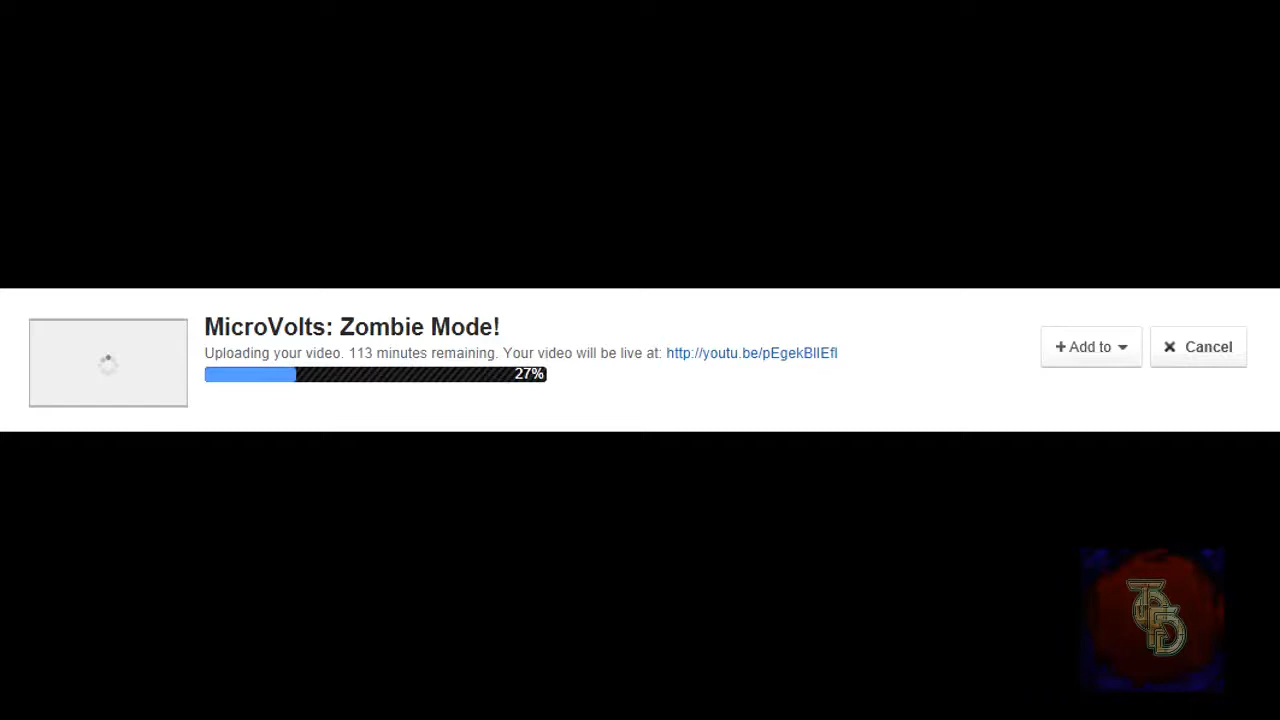 MicroVolts: Zombie Mode!
Uploading your video. 113 minutes remaining. Your video will be live at: http://youtu.be/pEgekBIlEfI
27%
+ Add to
Cancel